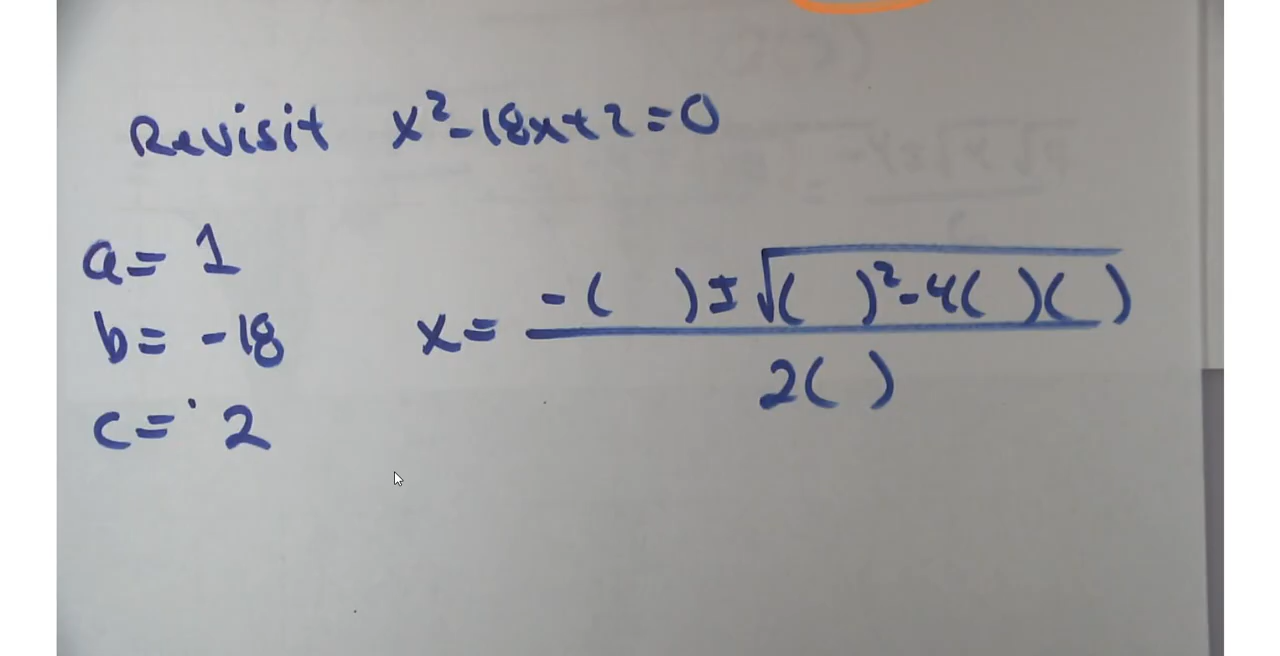 Revisit x²-18x+2=0
a= 1
b= -18
x= -( )±√( )²-4( )( )
2( )
c= 2